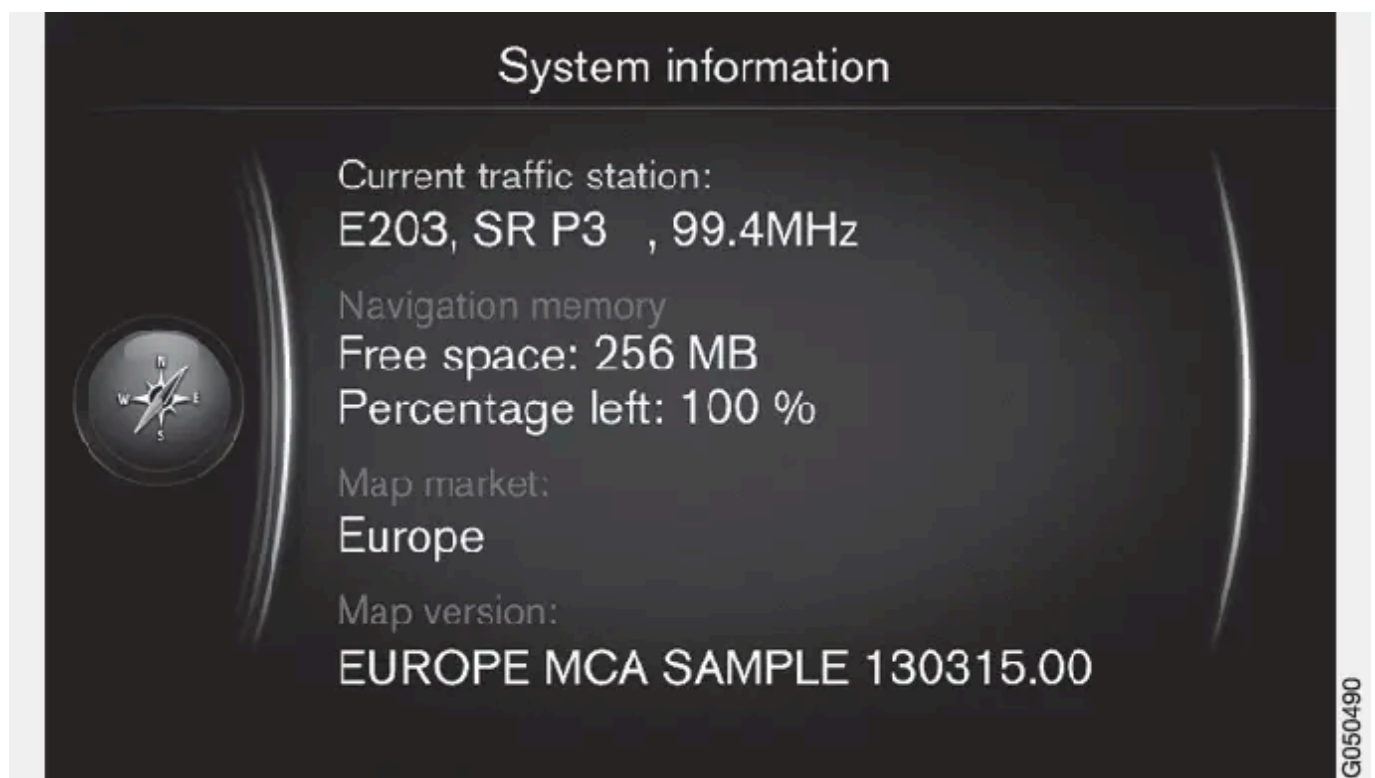 System information
Current traffic station:
E203, SR P3 , 99.4MHz
Navigation memory
Free space: 256 MB
Percentage left: 100 %
Map market:
Europe
Map version:
EUROPE MCA SAMPLE 130315.00
N
W E
S
G050490